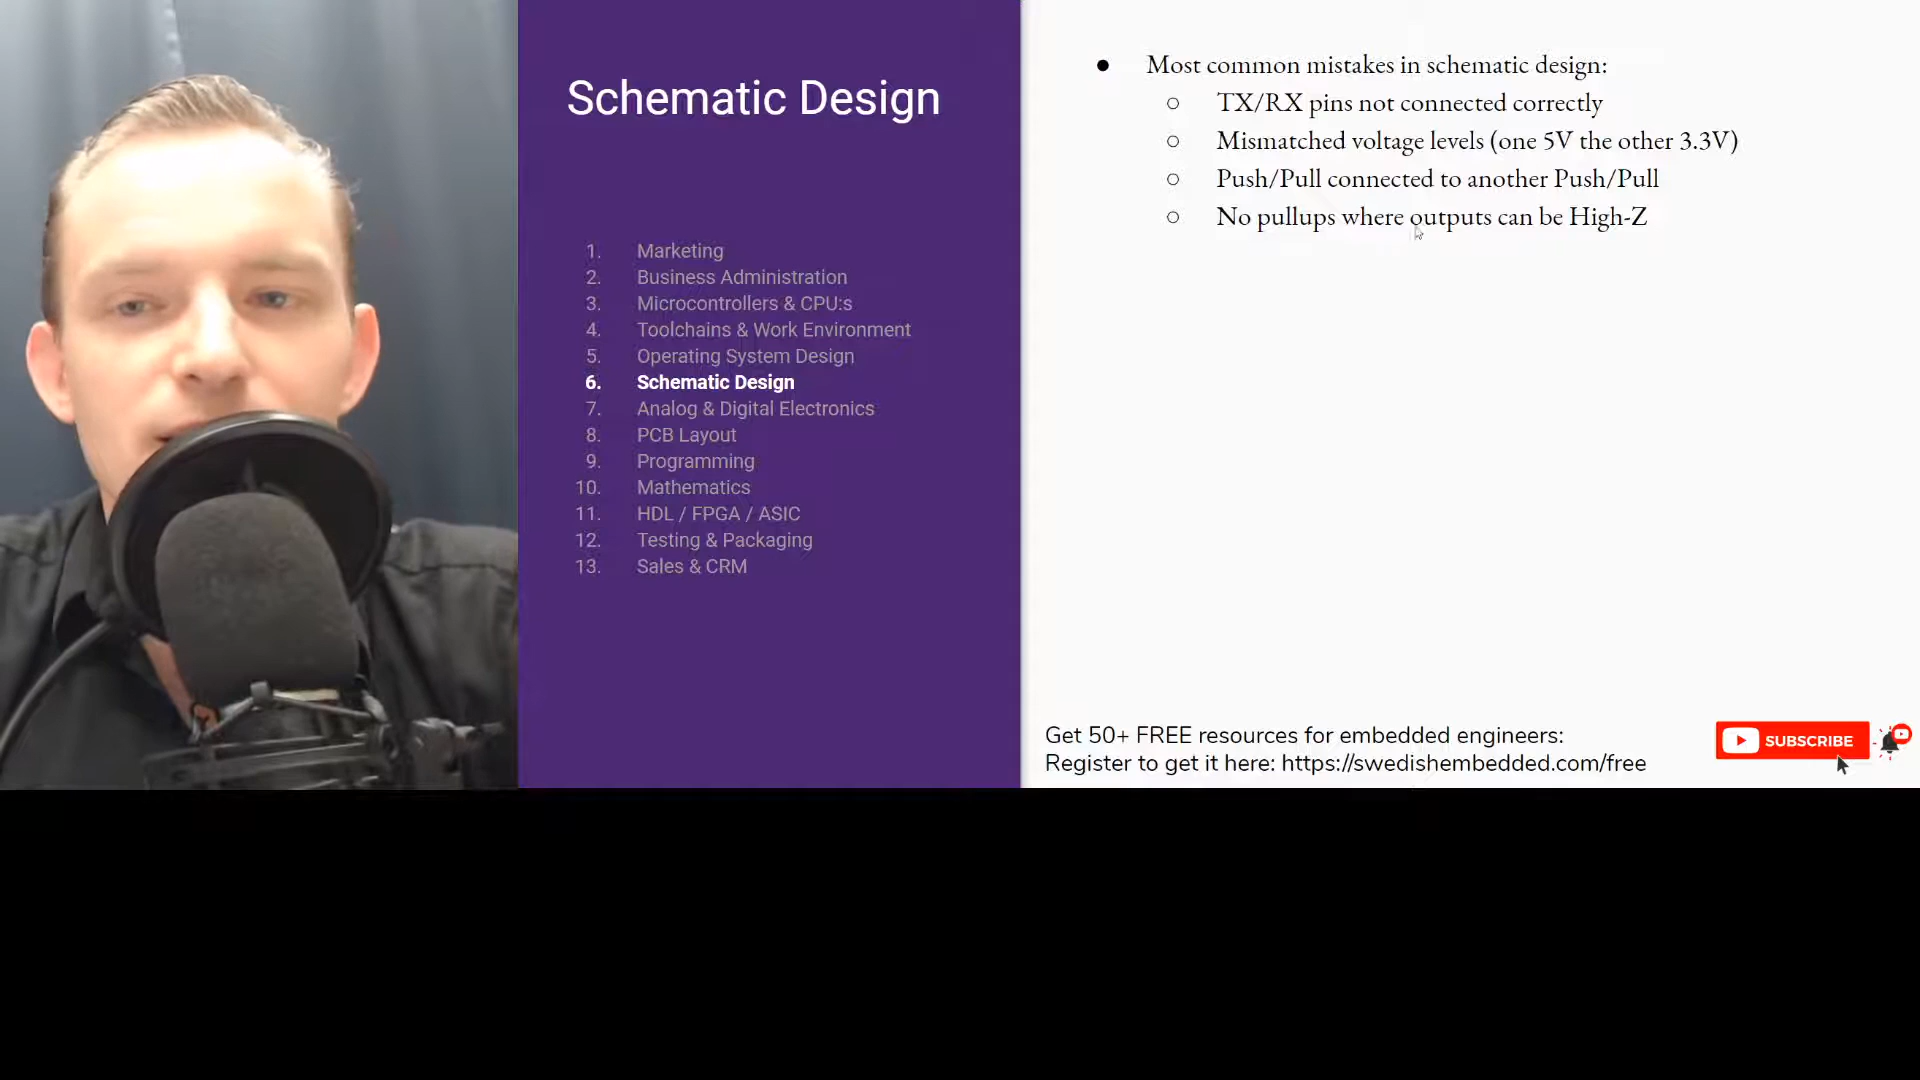 Schematic Design
1. Marketing
2. Business Administration
3. Microcontrollers & CPU:s
4. Toolchains & Work Environment
5. Operating System Design
6. Schematic Design
7. Analog & Digital Electronics
8. PCB Layout
9. Programming
10. Mathematics
11. HDL / FPGA / ASIC
12. Testing & Packaging
13. Sales & CRM
● Most common mistakes in schematic design:
○ TX/RX pins not connected correctly
○ Mismatched voltage levels (one 5V the other 3.3V)
○ Push/Pull connected to another Push/Pull
○ No pullups where outputs can be High-Z
Get 50+ FREE resources for embedded engineers:
Register to get it here: https://swedishembedded.com/free
SUBSCRIBE